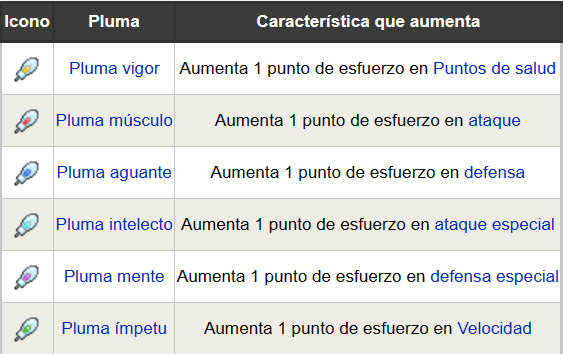 Icono Pluma Característica que aumenta
Pluma vigor Aumenta 1 punto de esfuerzo en Puntos de salud
Pluma músculo Aumenta 1 punto de esfuerzo en ataque
Pluma aguante Aumenta 1 punto de esfuerzo en defensa
Pluma intelecto Aumenta 1 punto de esfuerzo en ataque especial
Pluma mente Aumenta 1 punto de esfuerzo en defensa especial
Pluma ímpetu Aumenta 1 punto de esfuerzo en Velocidad